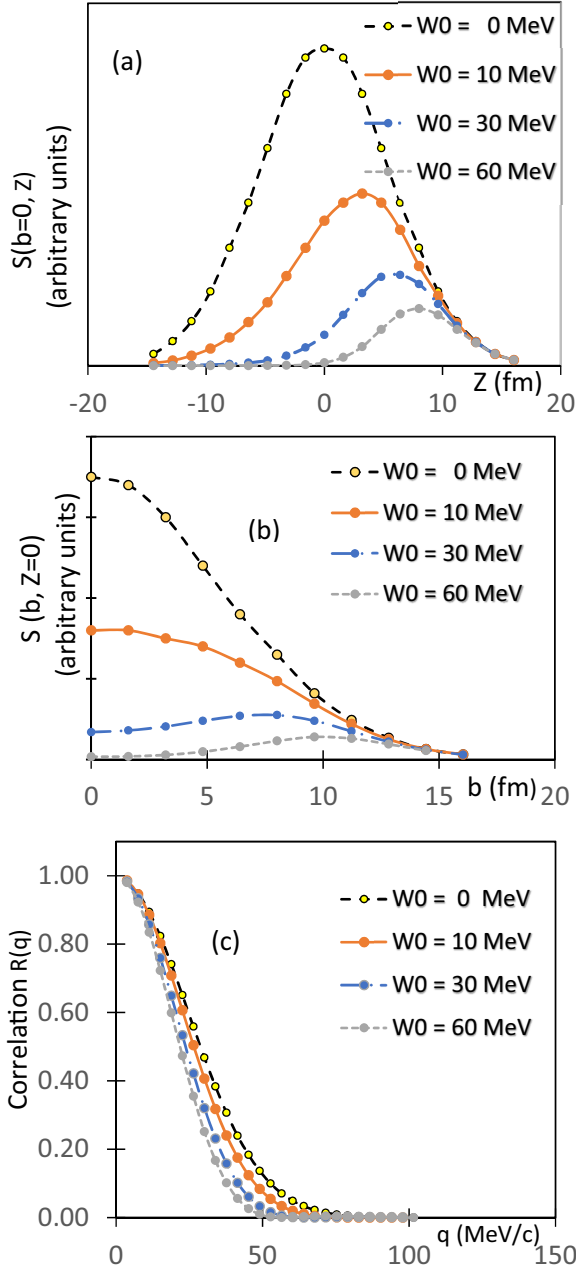 (a)
W0 = 0 MeV
W0 = 10 MeV
W0 = 30 MeV
W0 = 60 MeV
S(b=0, z)
(arbitrary units)
-20
-10
0
10
20
Z (fm)
(b)
W0 = 0 MeV
W0 = 10 MeV
W0 = 30 MeV
W0 = 60 MeV
S (b, Z=0)
(arbitrary units)
0
5
10
15
20
b (fm)
(c)
W0 = 0 MeV
W0 = 10 MeV
W0 = 30 MeV
W0 = 60 MeV
Correlation R(q)
1.00
0.80
0.60
0.40
0.20
0.00
0
50
100
150
q (MeV/c)